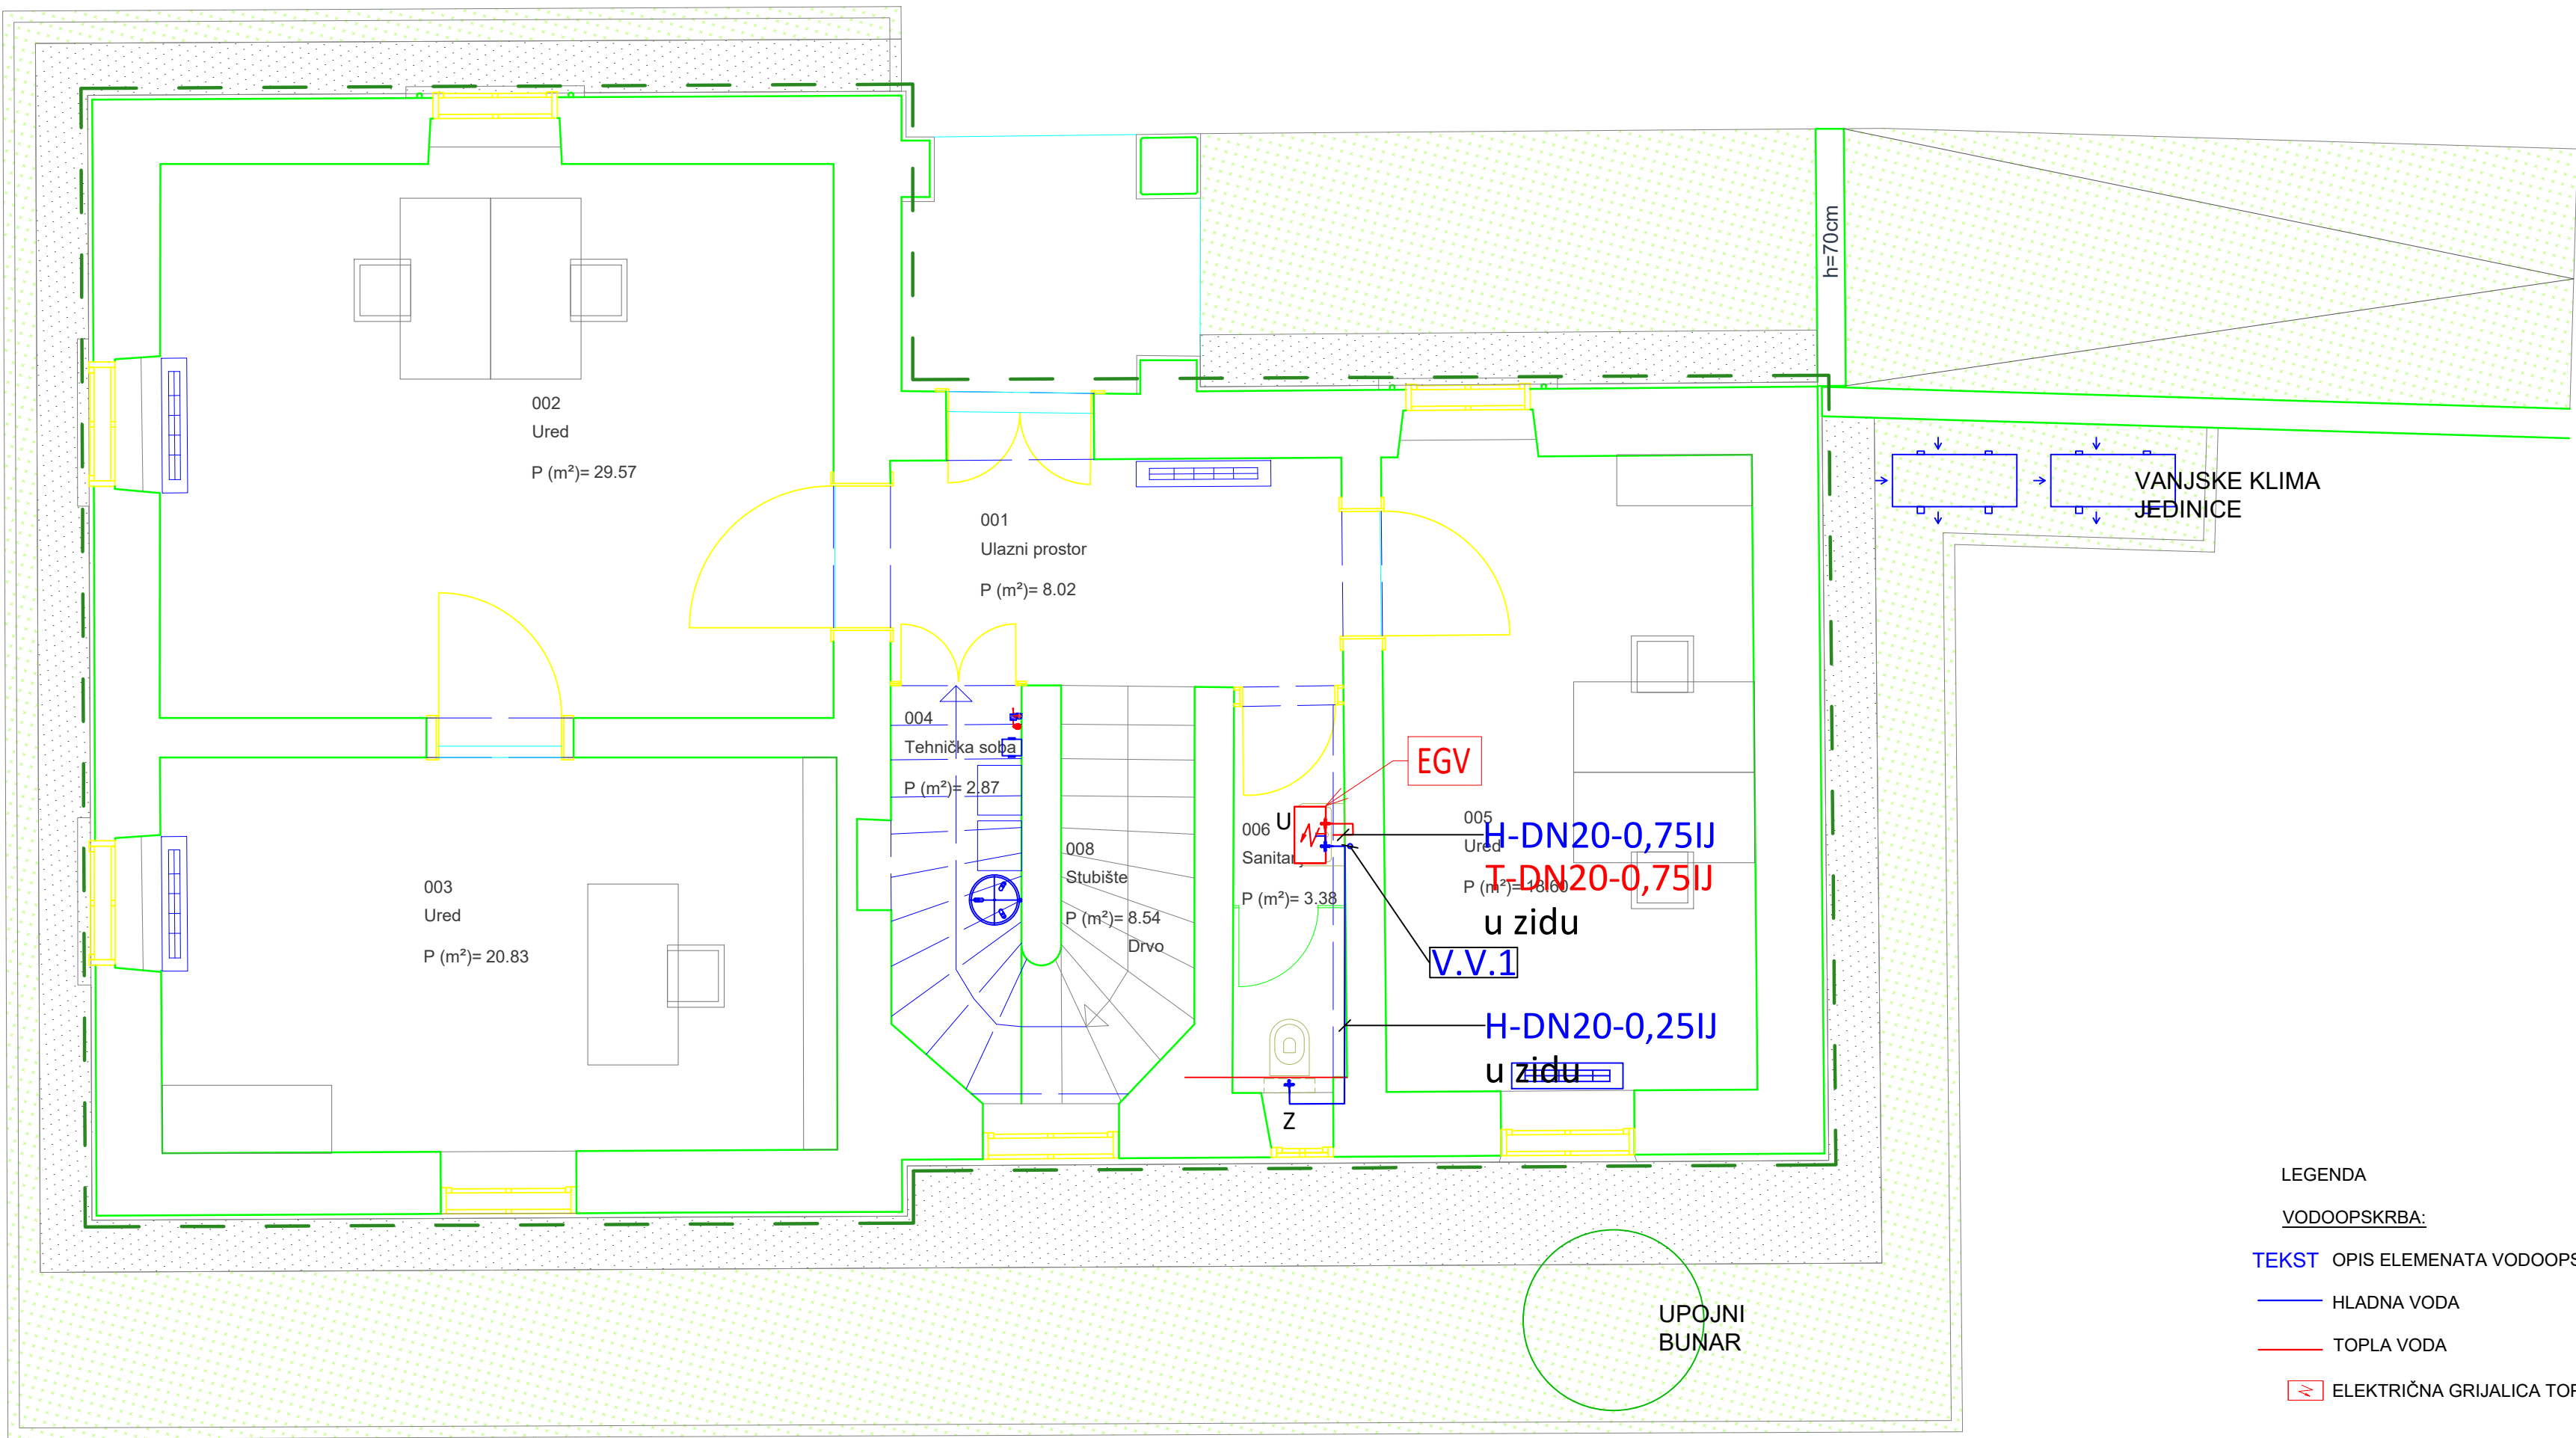 h=70cm
002
Ured
P (m²)= 29.57
VANJSKE KLIMA
JEDINICE
001
Ulazni prostor
P (m²)= 8.02
004
Tehnička soba
P (m²)= 2.87
EGV
U
006
P (m²)= 3.38
005
Ured
P (m²)= 18.60
H-DN20-0,75IJ
T-DN20-0,75IJ
u zidu
V.V.1
008
Stubište
P (m²)= 8.54
Drvo
003
Ured
P (m²)= 20.83
H-DN20-0,25IJ
u zidu
Z
UPOJNI
BUNAR
LEGENDA
VODOOPSKRBA:
TEKST OPIS ELEMENATA
HLADNA VODA
TOPLA VODA
ELEKTRIČNA GRIJALICA